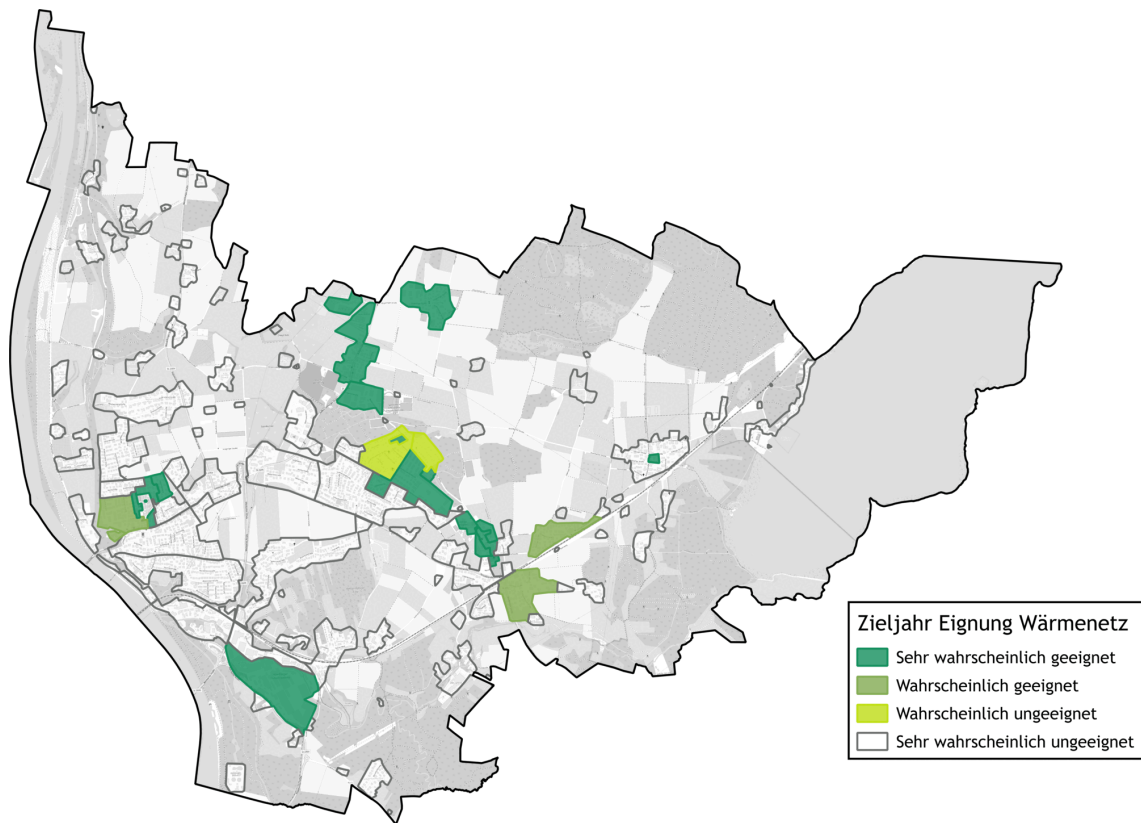 Zieljahr Eignung Wärmenetz
Sehr wahrscheinlich geeignet
Wahrscheinlich geeignet
Wahrscheinlich ungeeignet
Sehr wahrscheinlich ungeeignet